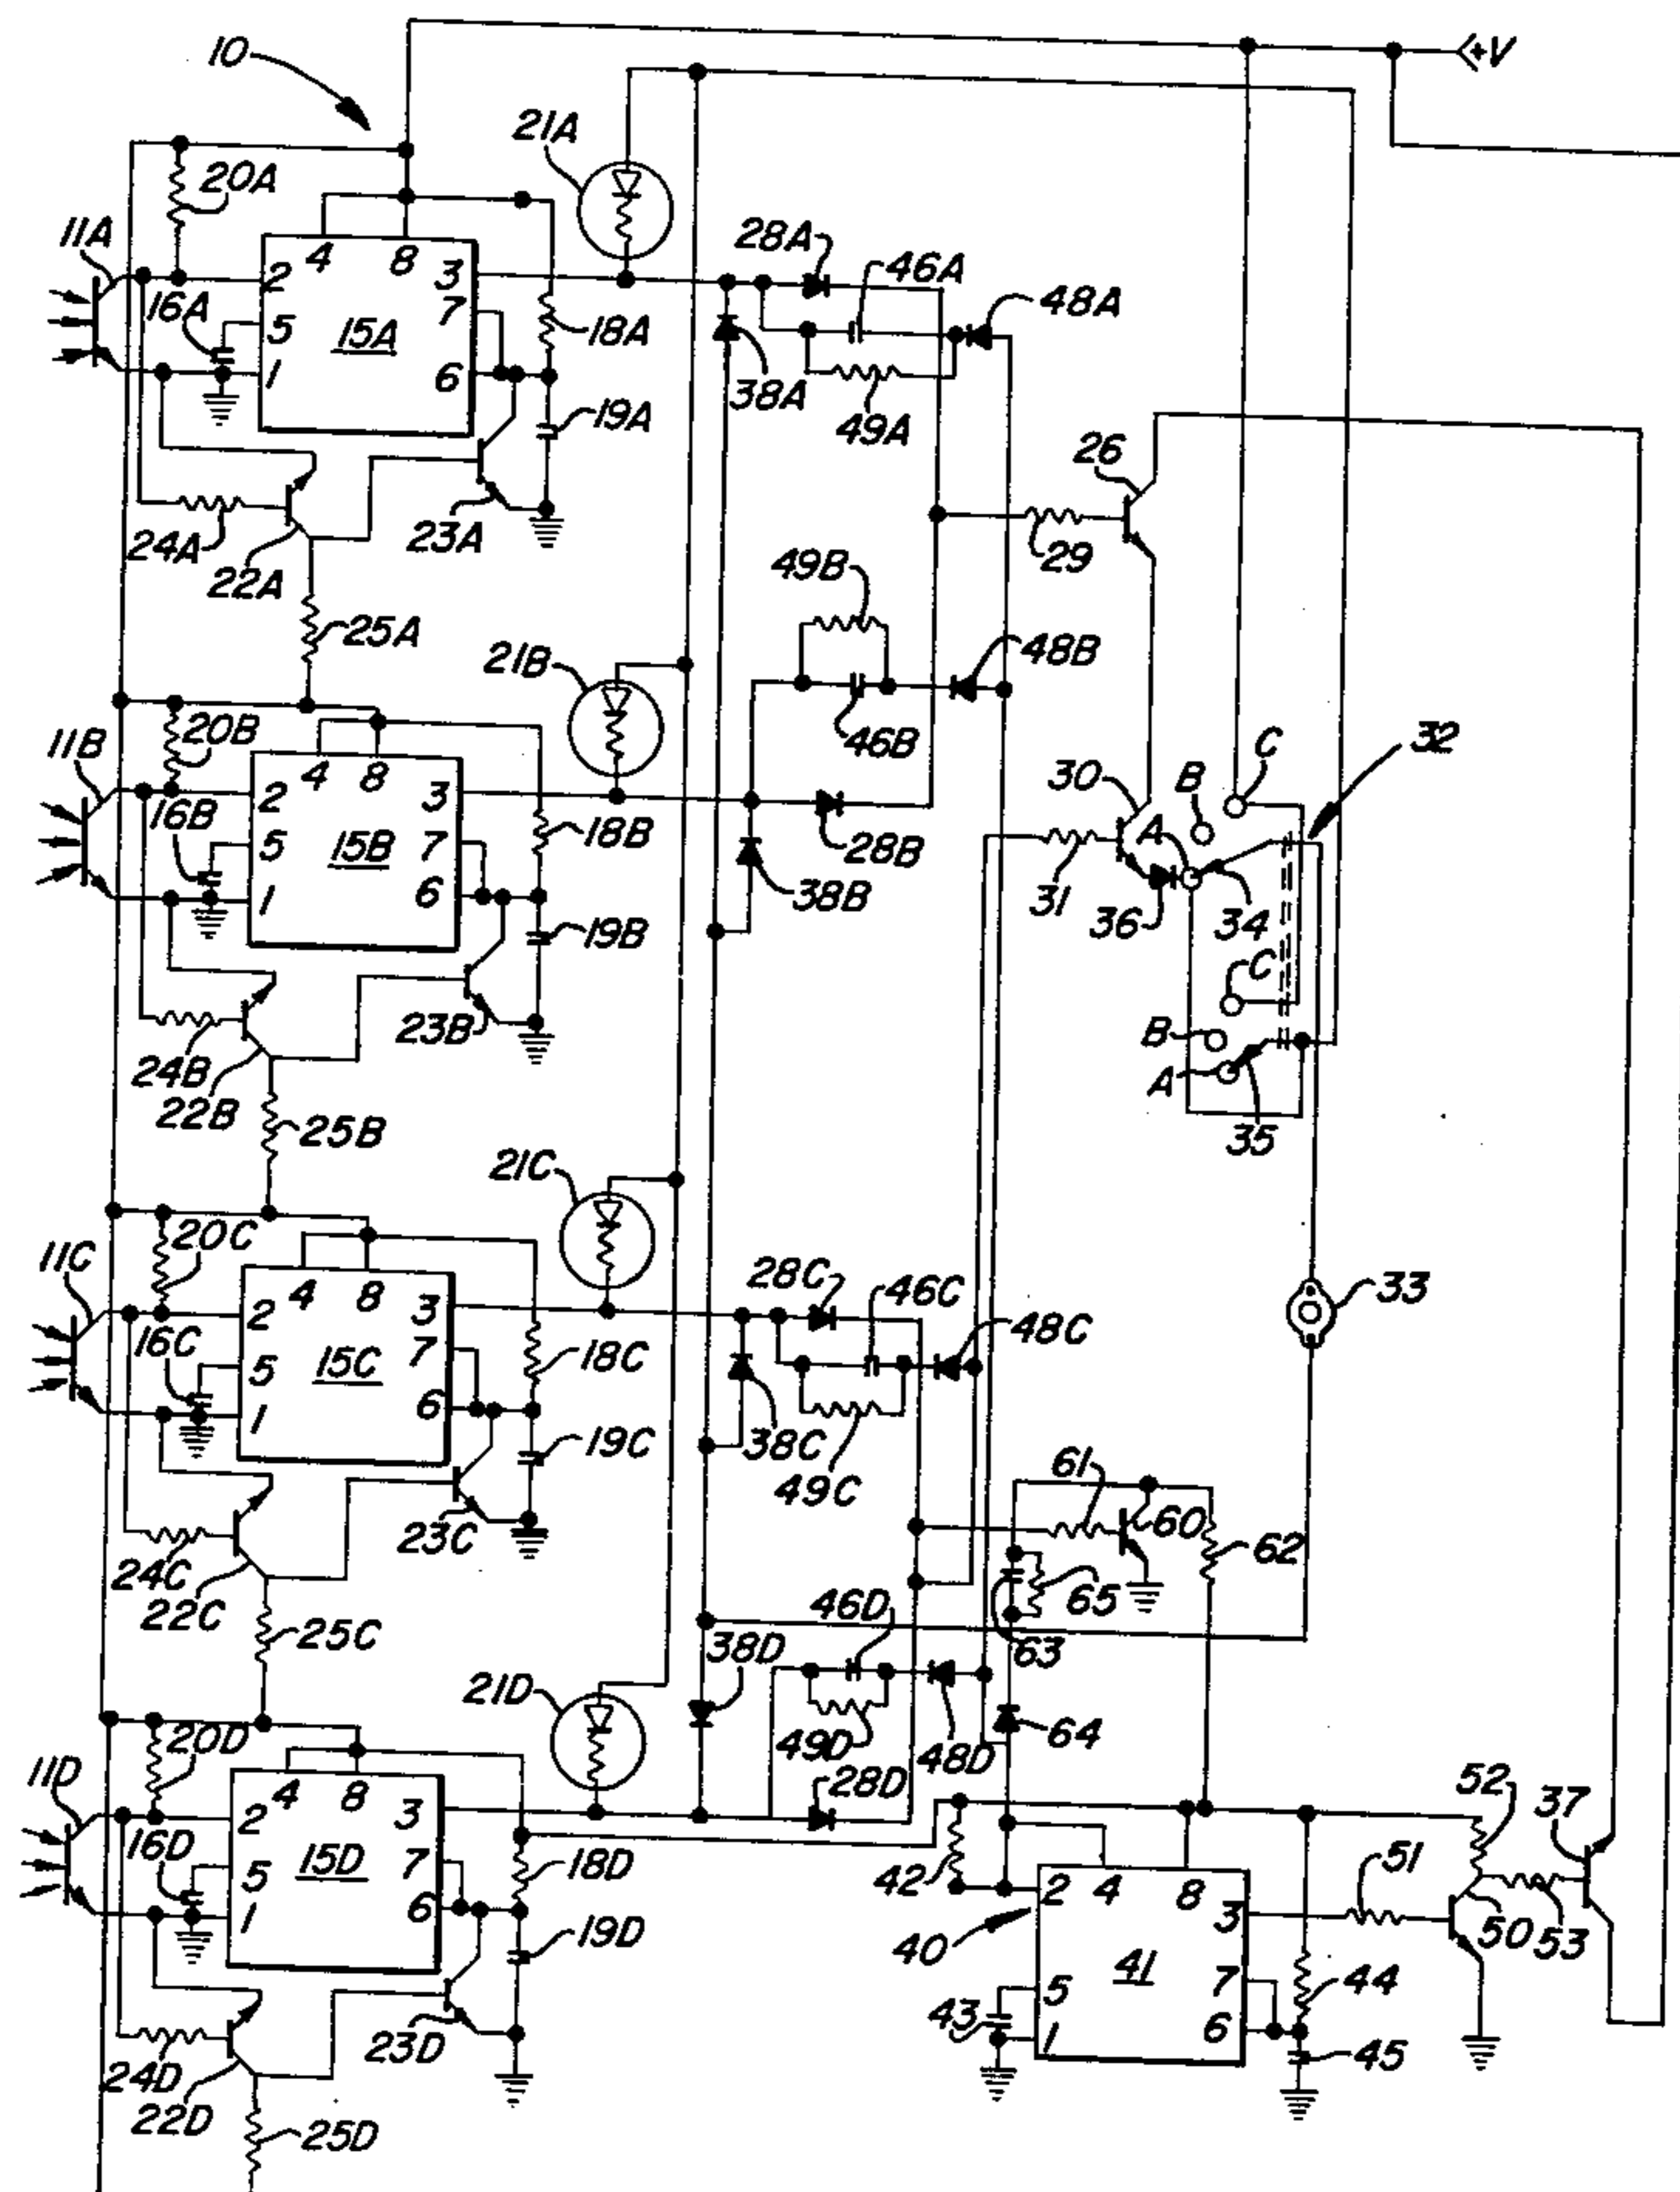 10
+V
21A
20A
11A
28A
46A
48A
4 8
2 3
16A
7
5 15A
18A
1 6
38A
19A
49A
26
24A
22A
23A
29
49B
25A
21B
48B
46B
20B
11B
C
32
30
B
4 8
2 3
16B
A
5 15B 7
18B
28B
1 6
38B
31
36
34
19B
C
23B
B
24B
A
22B
25B
35
21C
20C
11C
28C
46C
48C
33
4 8
2 3
16C
5 15C 7
18C
1 6
38C
19C
49C
61
23C
60
62
24C
22C
65
46D
25C
63
38D
21D
20D
49D
48D
64
11D
28D
52
37
4 8
2 3
16D
5 15D 7
18D
42
51
2 4 8
1 6
3
19D
40
50
53
41
5 7
44
43
23D
1 6
45
24D
22D
25D